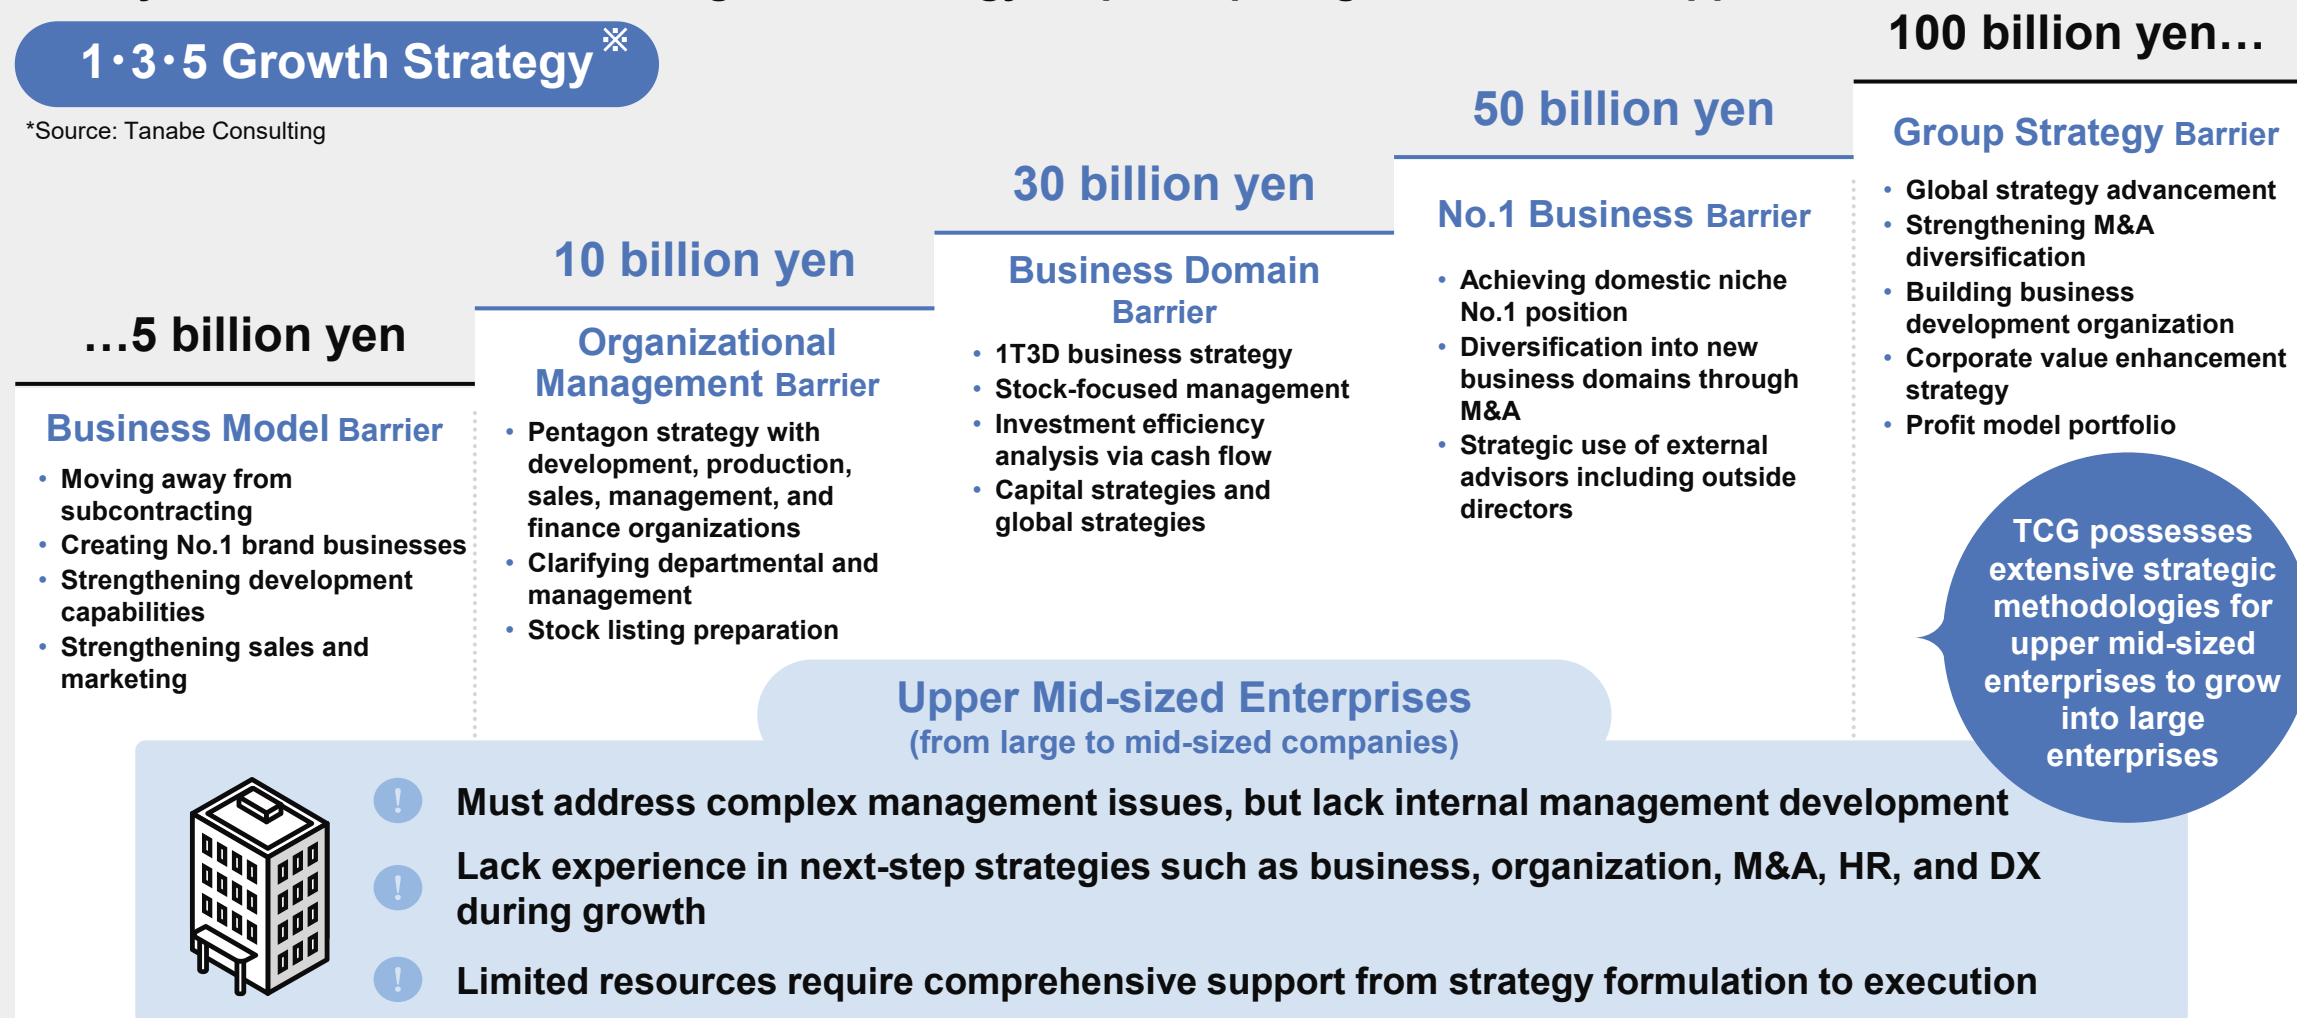 1・3・5 Growth Strategy※
*Source: Tanabe Consulting
…5 billion yen
Business Model Barrier
• Moving away from
subcontracting
• Creating No.1 brand businesses
• Strengthening development
capabilities
• Strengthening sales and
marketing
10 billion yen
Organizational
Management Barrier
• Pentagon strategy with
development, production,
sales, management, and
finance organizations
• Clarifying departmental and
management
• Stock listing preparation
30 billion yen
Business Domain
Barrier
• 1T3D business strategy
• Stock-focused management
• Investment efficiency
analysis via cash flow
• Capital strategies and
global strategies
50 billion yen
No.1 Business Barrier
• Achieving domestic niche
No.1 position
• Diversification into new
business domains through
M&A
• Strategic use of external
advisors including outside
directors
100 billion yen…
Group Strategy Barrier
• Global strategy advancement
• Strengthening M&A
diversification
• Building business
development organization
• Corporate value enhancement
strategy
• Profit model portfolio
TCG possesses
extensive strategic
methodologies for
upper mid-sized
enterprises to grow
into large
enterprises
Upper Mid-sized Enterprises
(from large to mid-sized companies)
! Must address complex management issues, but lack internal management development
! Lack experience in next-step strategies such as business, organization, M&A, HR, and DX
during growth
! Limited resources require comprehensive support from strategy formulation to execution